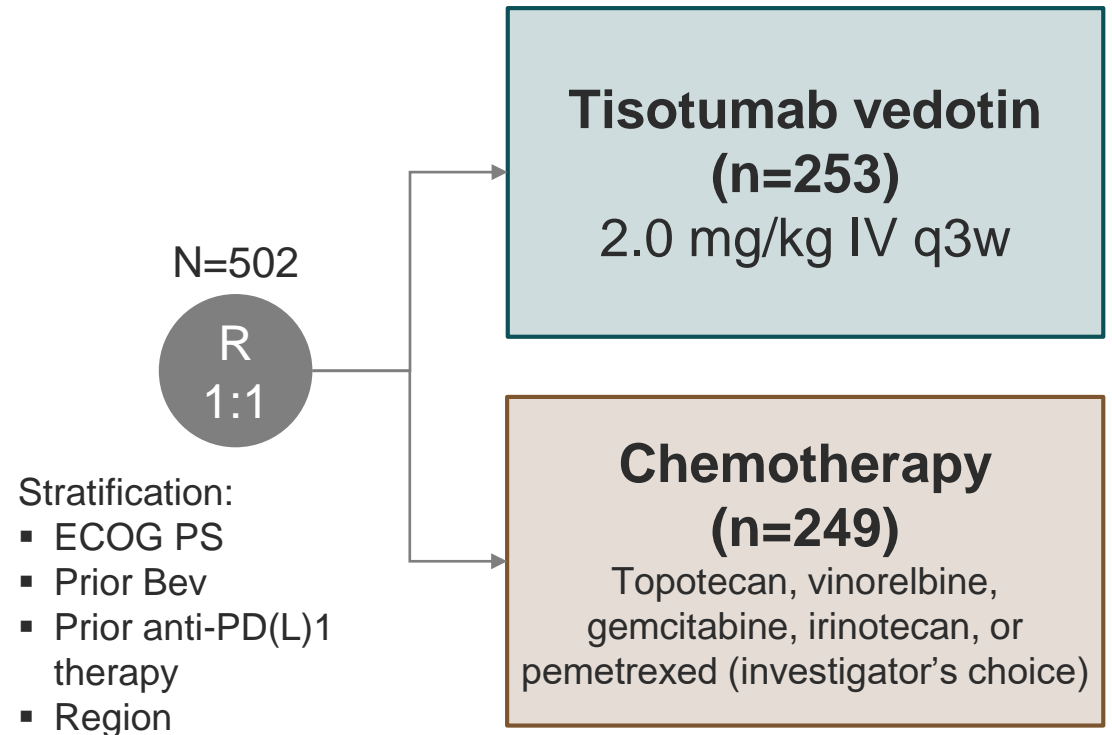 N=502
R
1:1
Stratification:
▪ ECOG PS
▪ Prior Bev
▪ Prior anti-PD(L)1
therapy
▪ Region
Tisotumab vedotin
(n=253)
2.0 mg/kg IV q3w
Chemotherapy
(n=249)
Topotecan, vinorelbine,
gemcitabine, irinotecan, or
pemetrexed (investigator’s choice)